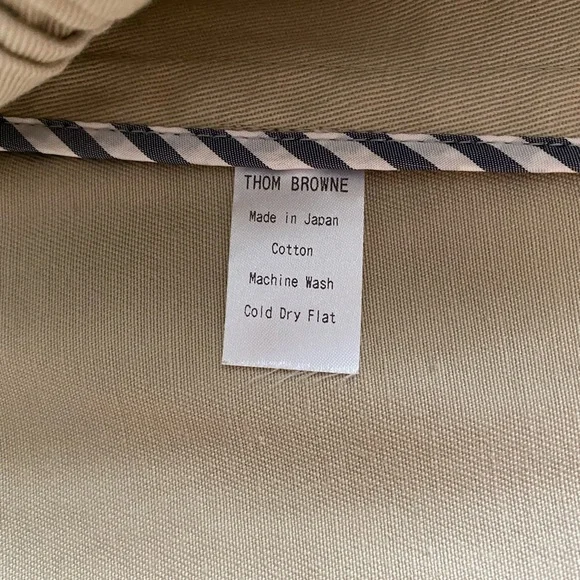 THOM BROWNE
Made in Japan
Cotton
Machine Wash
Cold Dry Flat